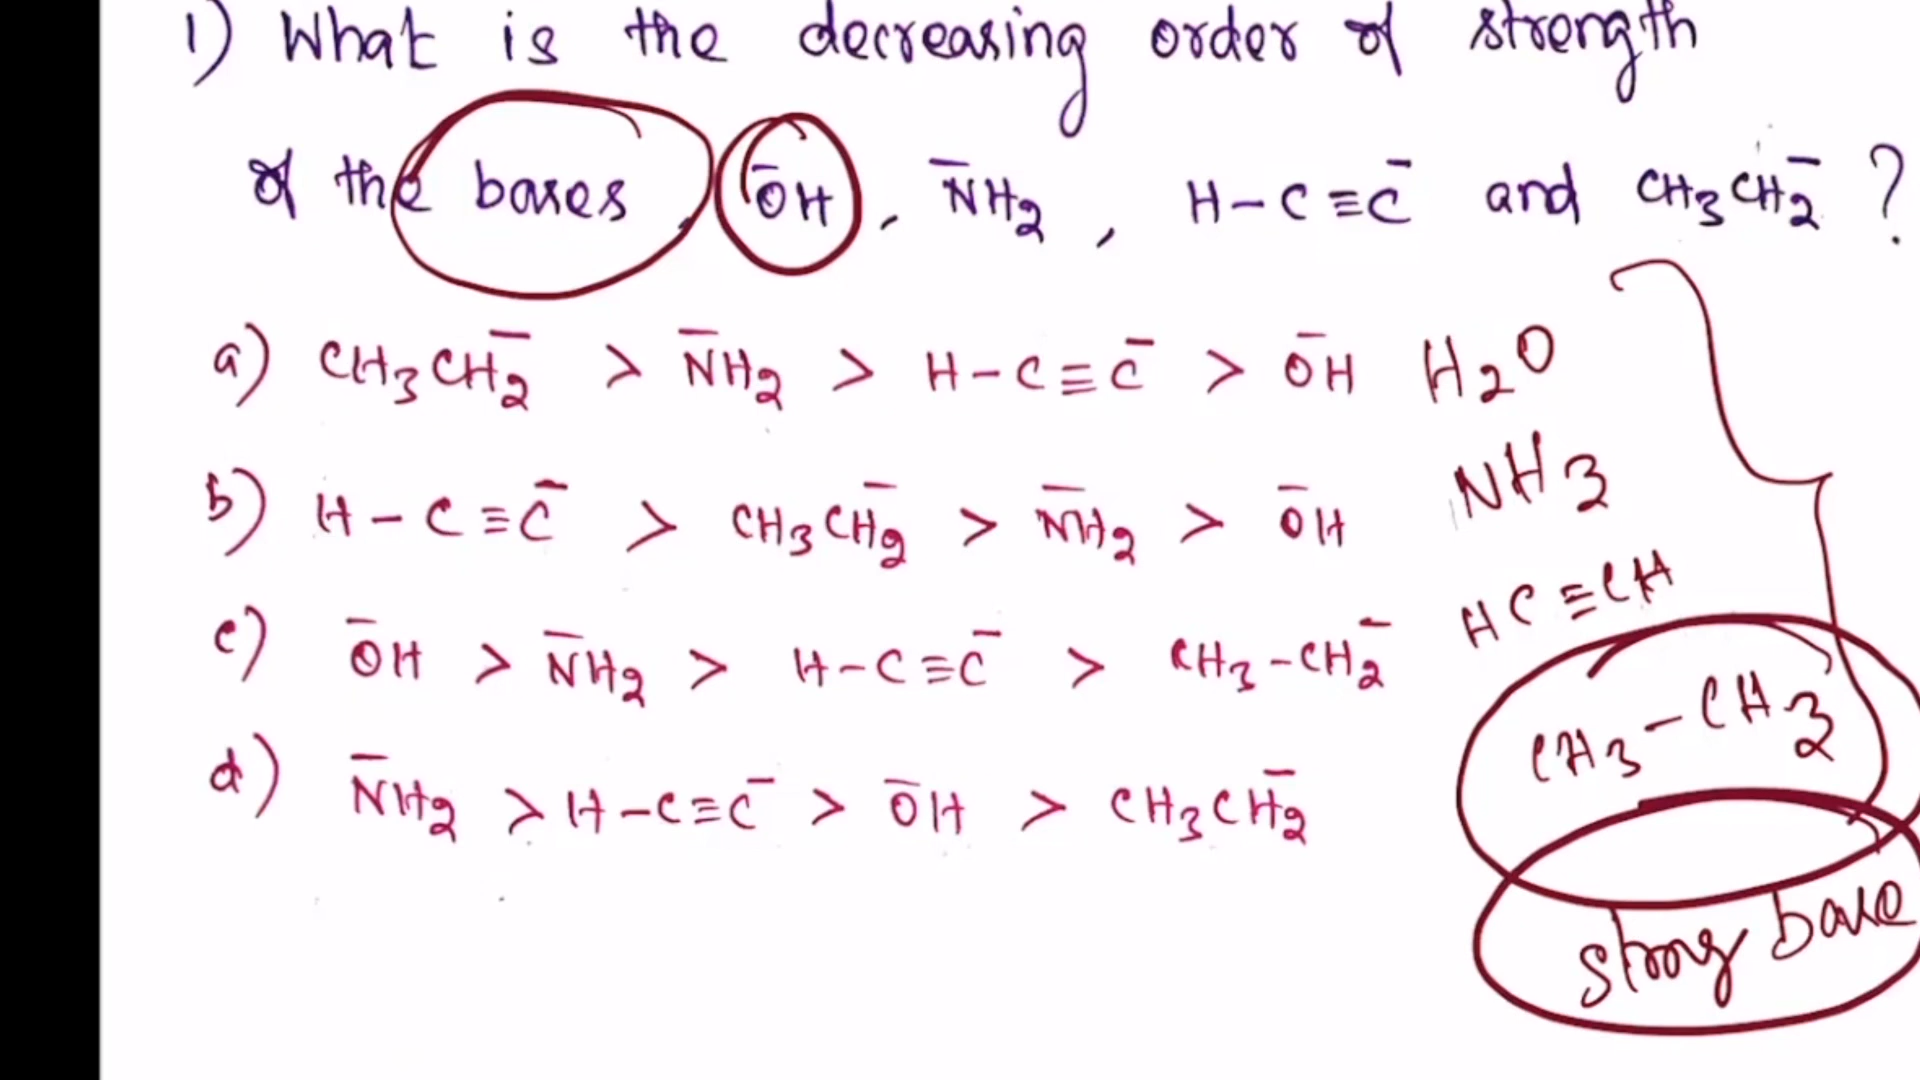 1) What is the decreasing order of strength
of the bases, ŌH, N̄H₂, H-C≡C̄ and CH₃CH̄₂ ?
a) CH₃CH̄₂ > N̄H₂ > H-C≡C̄ > ŌH
H₂O
b) H-C≡C̄ > CH₃CH̄₂ > N̄H₂ > ŌH
NH₃
c) ŌH > N̄H₂ > H-C≡C̄ > CH₃-CH̄₂
HC≡CH
CH₃-CH₃
d) N̄H₂ > H-C≡C̄ > ŌH > CH₃CH̄₂
strong base